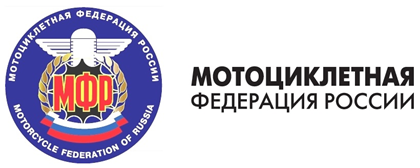 МОТОЦИКЛЕТНАЯ ФЕДЕРАЦИЯ РОССИИ
МФР
MOTORCYCLE FEDERATION OF RUSSIA
МОТОЦИКЛЕТНАЯ
ФЕДЕРАЦИЯ РОССИИ